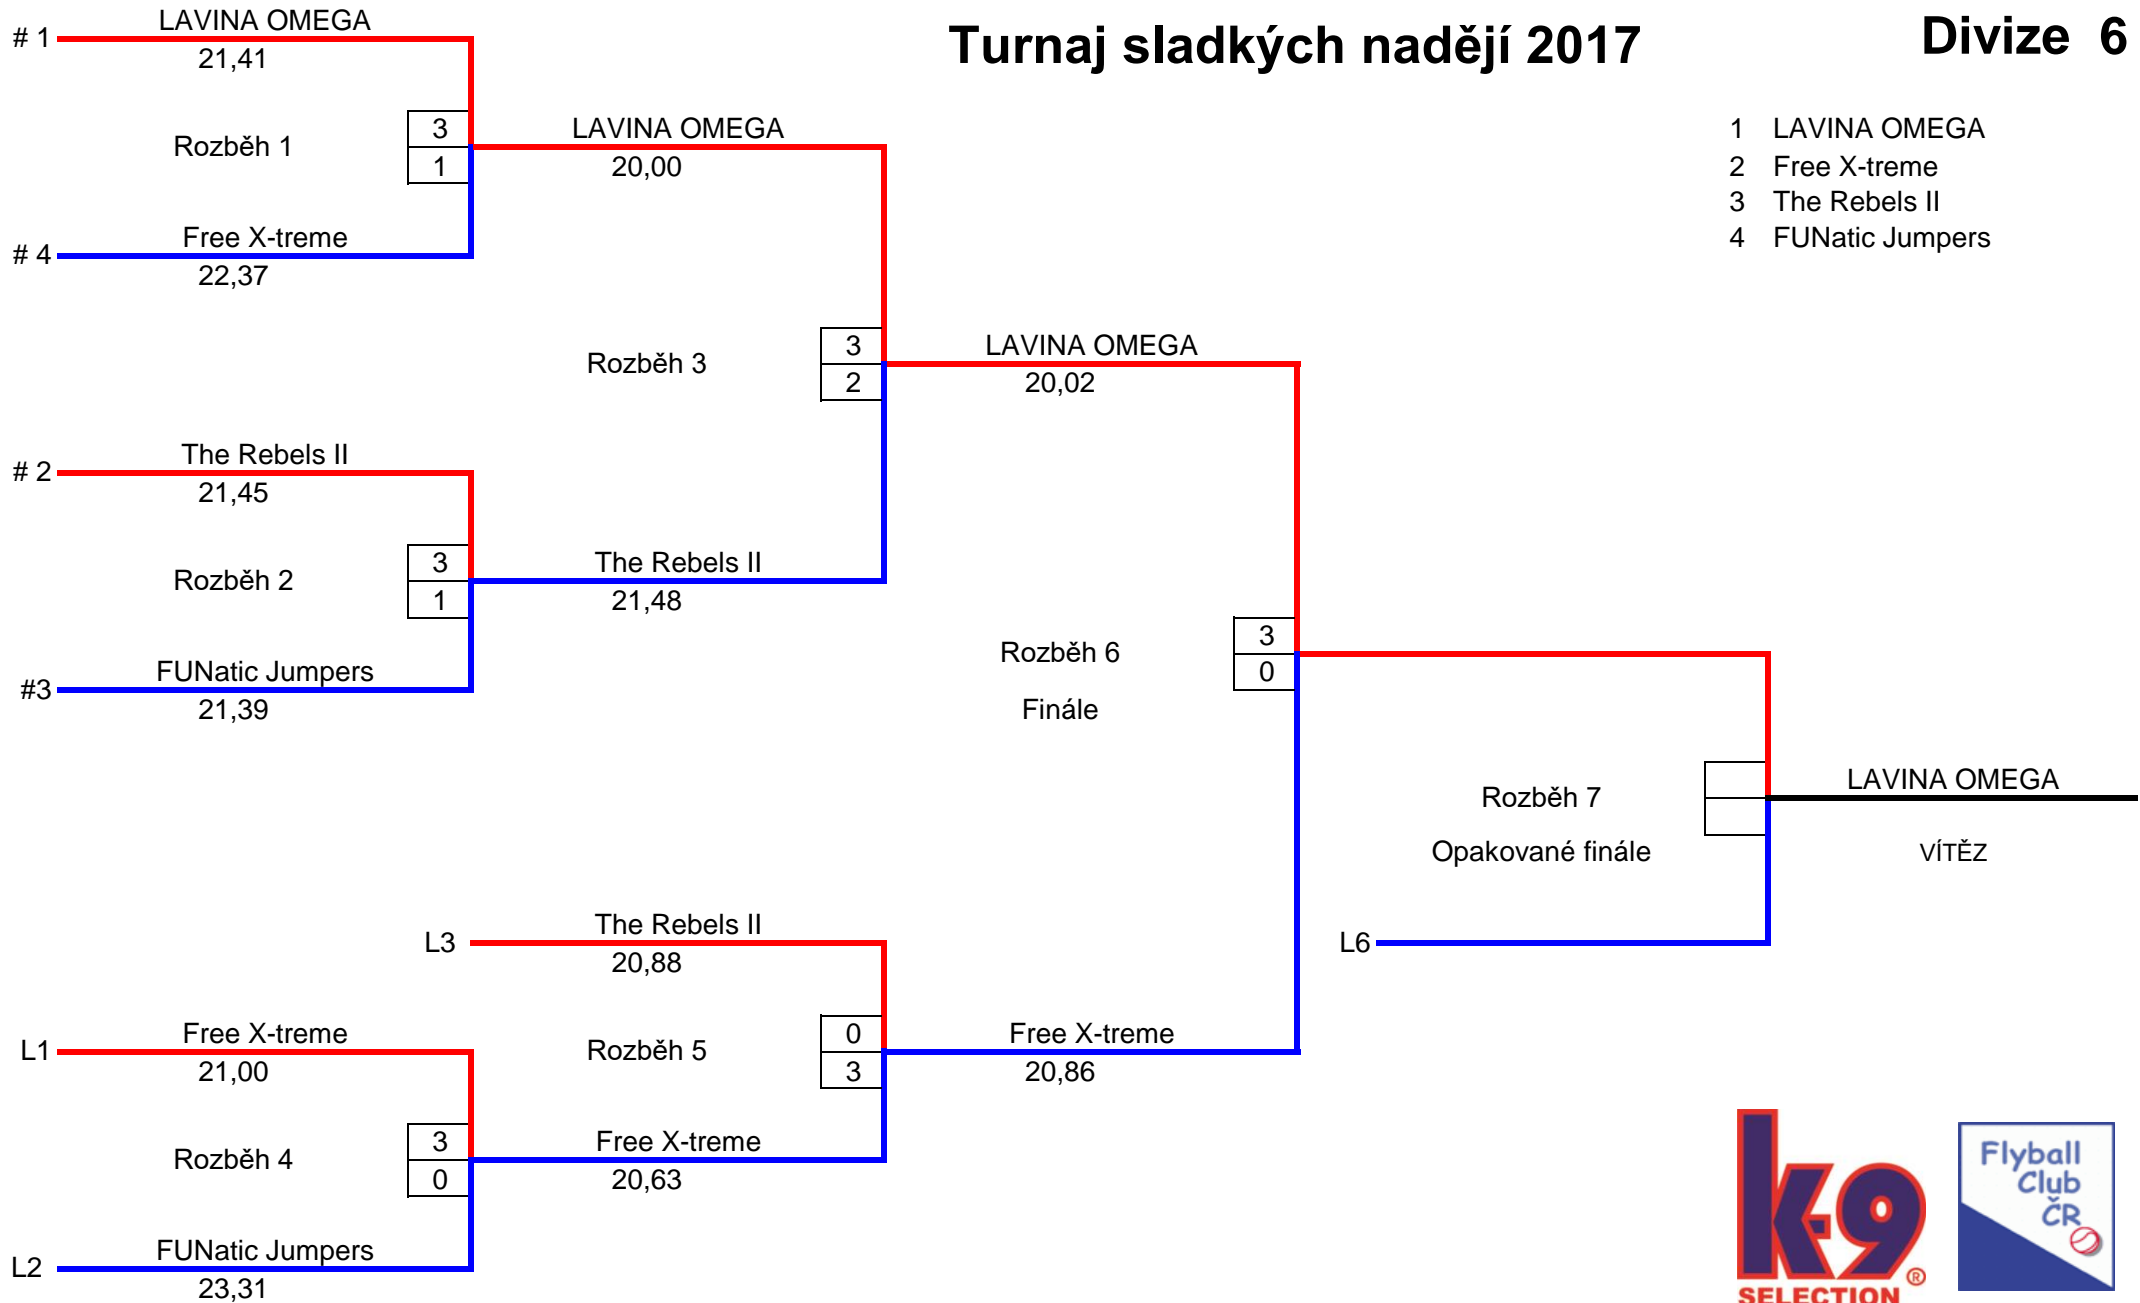 Turnaj sladkých nadějí 2017
Divize 6
# 1
LAVINA OMEGA
21,41
Rozběh 1
3
1
LAVINA OMEGA
20,00
1 LAVINA OMEGA
2 Free X-treme
3 The Rebels II
4 FUNatic Jumpers
# 4
Free X-treme
22,37
Rozběh 3
3
2
LAVINA OMEGA
20,02
# 2
The Rebels II
21,45
Rozběh 2
3
1
The Rebels II
21,48
#3
FUNatic Jumpers
21,39
Rozběh 6
3
0
Finále
Rozběh 7
Opakované finále
LAVINA OMEGA
VÍTĚZ
L3
The Rebels II
20,88
L6
L1
Free X-treme
21,00
Rozběh 5
0
3
Free X-treme
20,86
Rozběh 4
3
0
Free X-treme
20,63
L2
FUNatic Jumpers
23,31
k-9
®
SELECTION
Flyball
Club
ČR